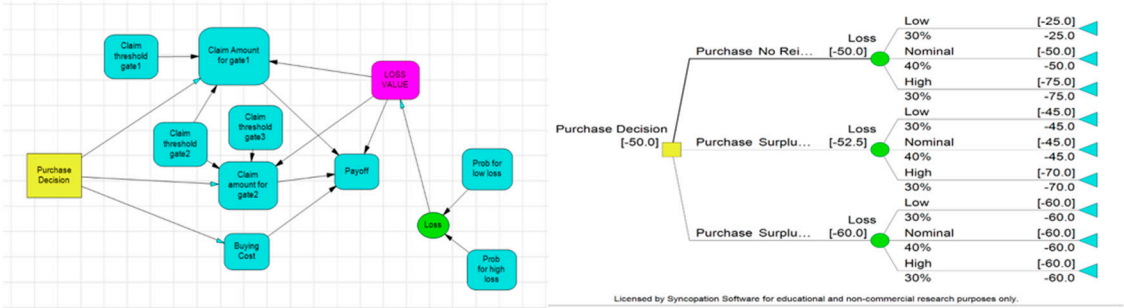 Claim
threshold
gate1
Claim Amount
for gate1
LOSS
VALUE
Claim
threshold
gate2
Claim
threshold
gate3
Purchase
Decision
Claim
amount for
gate2
Payoff
Prob for
low loss
Loss
Buying
Cost
Prob
for high
loss
Purchase Decision
[-50.0]
Purchase No Rei... [-50.0]
Loss
Low [-25.0]
30% -25.0
Nominal [-50.0]
40% -50.0
High [-75.0]
30% -75.0
Purchase Surplu... [-52.5]
Loss
Low [-45.0]
30% -45.0
Nominal [-45.0]
40% -45.0
High [-70.0]
30% -70.0
Purchase Surplu... [-60.0]
Loss
Low [-60.0]
30% -60.0
Nominal [-60.0]
40% -60.0
High [-60.0]
30% -60.0
Licensed by Syncopation Software for educational and non-commercial research purposes only.